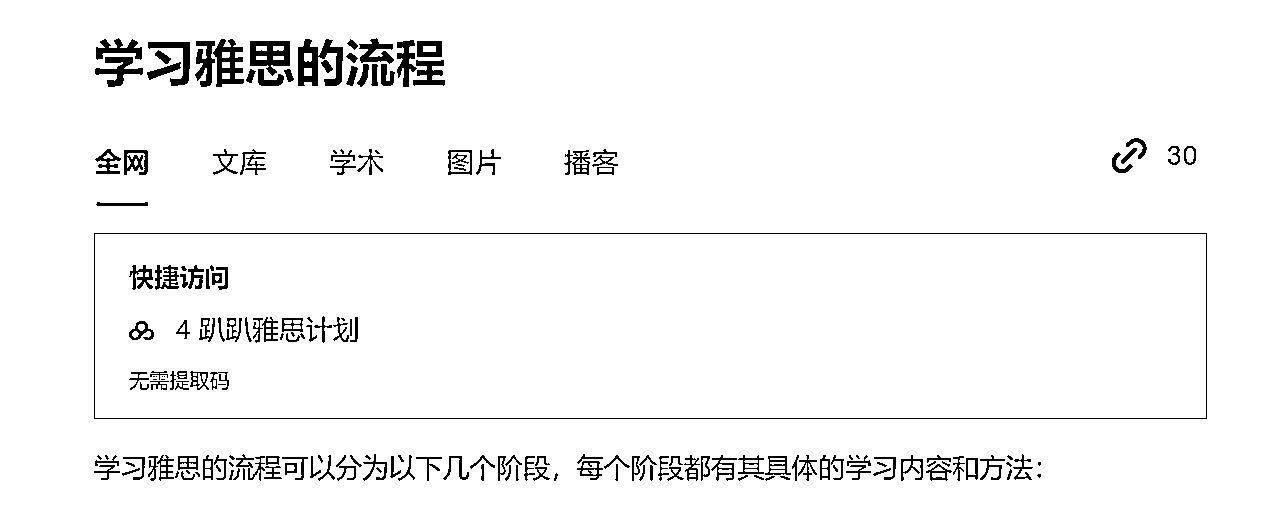 学习雅思的流程
全网 文库 学术 图片 播客 30
快捷访问
4 趴趴雅思计划
无需提取码
学习雅思的流程可以分为以下几个阶段，每个阶段都有其具体的学习内容和方法：